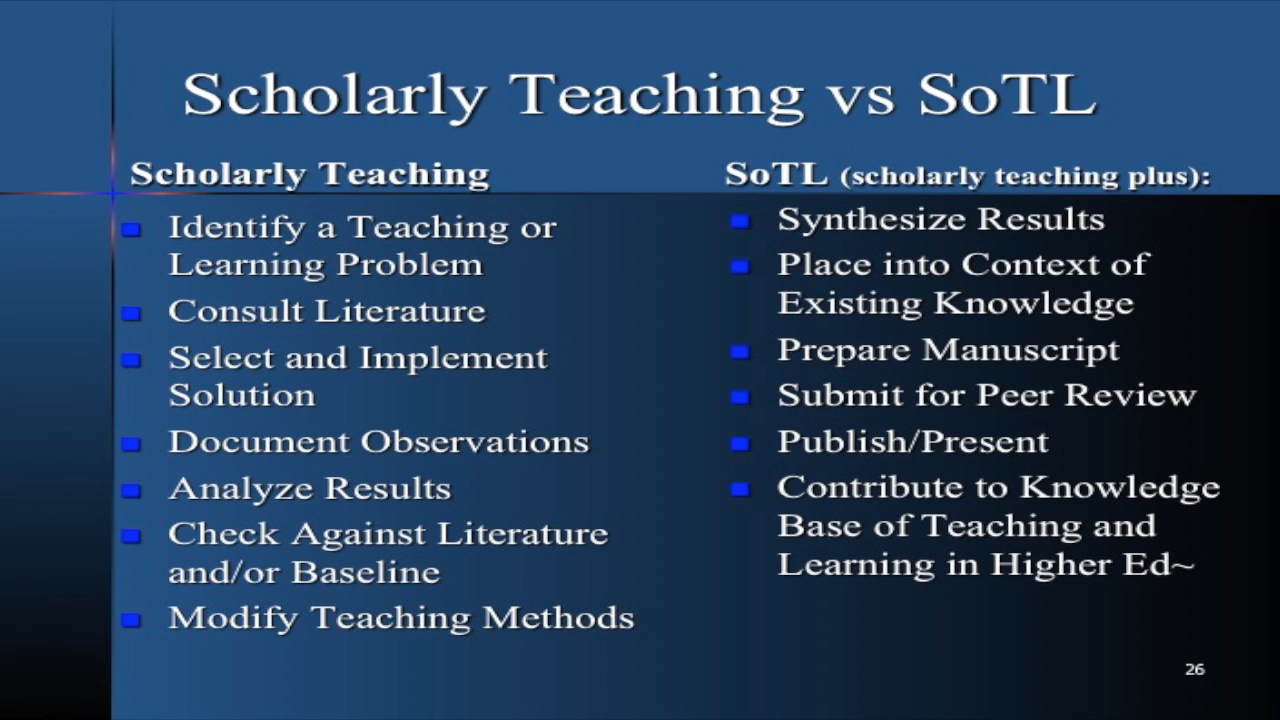 Scholarly Teaching vs SoTL
Scholarly Teaching
Identify a Teaching or
Learning Problem
Consult Literature
Select and Implement
Solution
Document Observations
Analyze Results
Check Against Literature
and/or Baseline
Modify Teaching Methods
SoTL (scholarly teaching plus):
Synthesize Results
Place into Context of
Existing Knowledge
Prepare Manuscript
Submit for Peer Review
Publish/Present
Contribute to Knowledge
Base of Teaching and
Learning in Higher Ed~
26